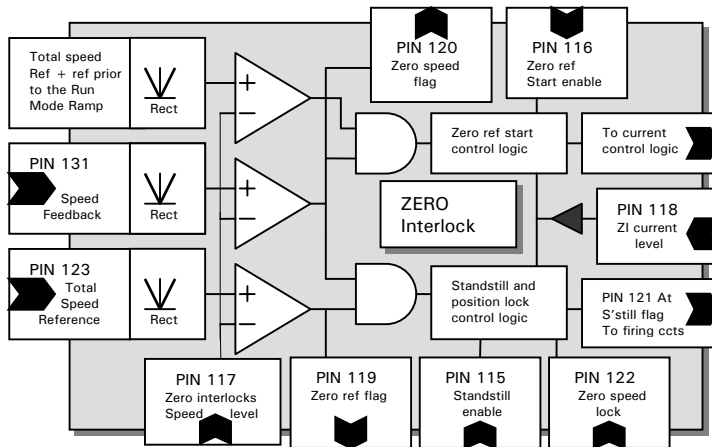 Total speed
Ref + ref prior
to the Run
Mode Ramp
Rect
+
−
PIN 120
Zero speed
flag
PIN 116
Zero ref
Start enable
Zero ref start
control logic
To current
control logic
PIN 131
Speed
Feedback
Rect
+
−
ZERO
Interlock
PIN 118
ZI current
level
PIN 123
Total
Speed
Reference
Rect
+
−
Standstill and
position lock
control logic
PIN 121 At
S'still flag
To firing ccts
PIN 117
Zero interlocks
Speed level
PIN 119
Zero ref flag
PIN 115
Standstill
enable
PIN 122
Zero speed
lock